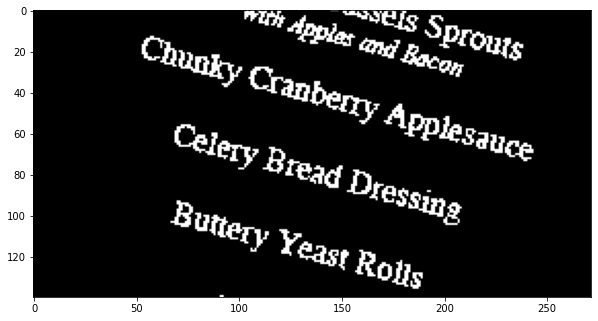 Sprouts
with Apples and Bacon
Chunky Cranberry Applesauce
Celery Bread Dressing
Buttery Yeast Rolls
0
20
40
60
80
100
120
0 50 100 150 200 250